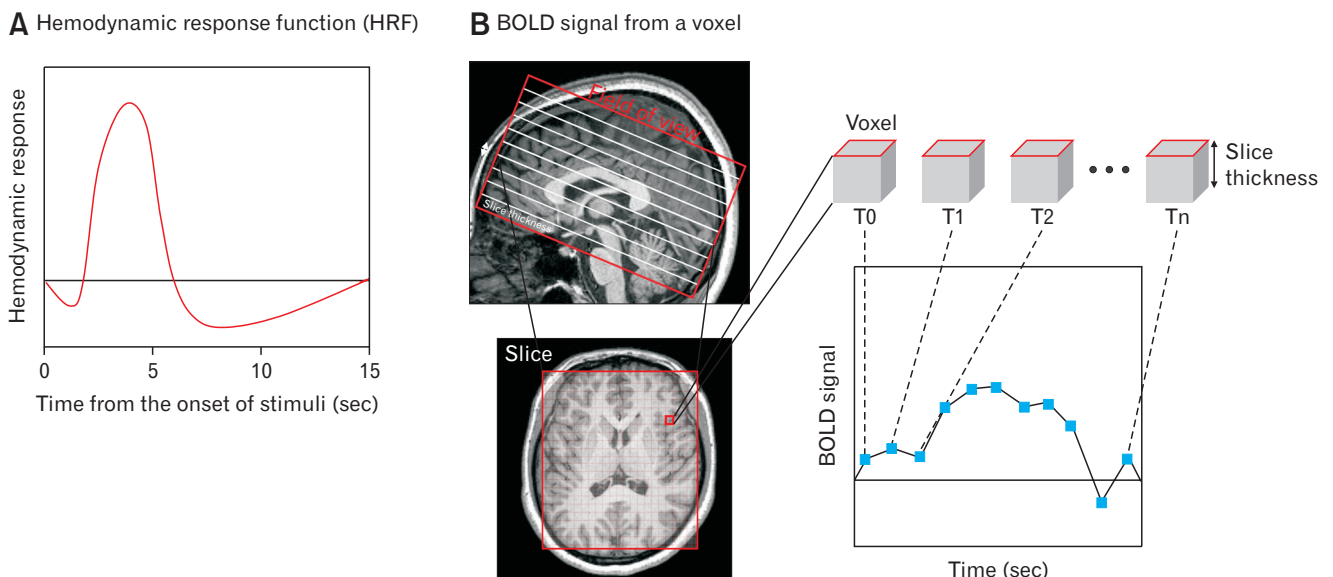 A Hemodynamic response function (HRF)
Hemodynamic response
0 5 10 15
Time from the onset of stimuli (sec)
B BOLD signal from a voxel
Field of view
Slice thickness
Slice
Voxel
Slice
thickness
T0 T1 T2 Tn
BOLD signal
Time (sec)